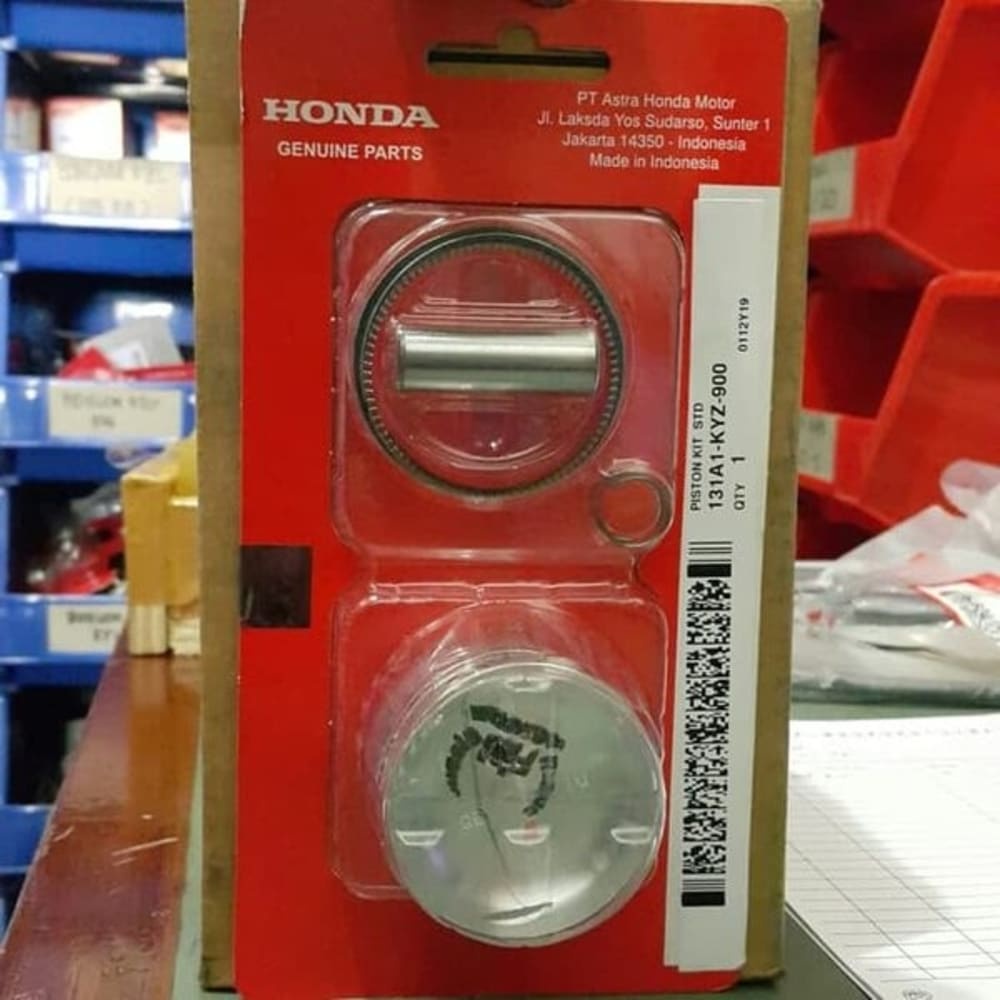 HONDA
GENUINE PARTS
PT Astra Honda Motor
Jl. Laksda Yos Sudarso, Sunter 1
Jakarta 14350 - Indonesia
Made in Indonesia
PISTON KIT STD
131A1-KYZ-900
QTY 1
0112Y19